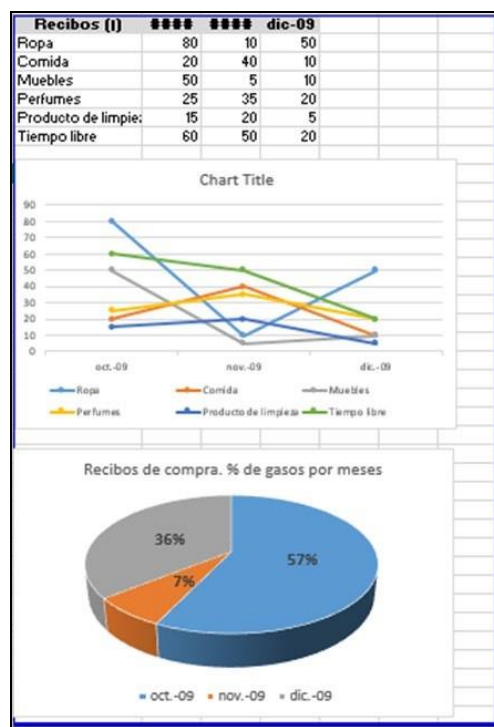 Recibos (I) #### #### dic-09
Ropa 80 10 50
Comida 20 40 10
Muebles 50 5 10
Perfumes 25 35 20
Producto de limpie: 15 20 5
Tiempo libre 60 50 20
Chart Title
90
80
70
60
50
40
30
20
10
0
oct.-09 nov.-09 dic.-09
Ropa Comida Muebles
Perfumes Producto de limpieza Tiempo libre
Recibos de compra. % de gasos por meses
36%
57%
7%
oct.-09 nov.-09 dic.-09